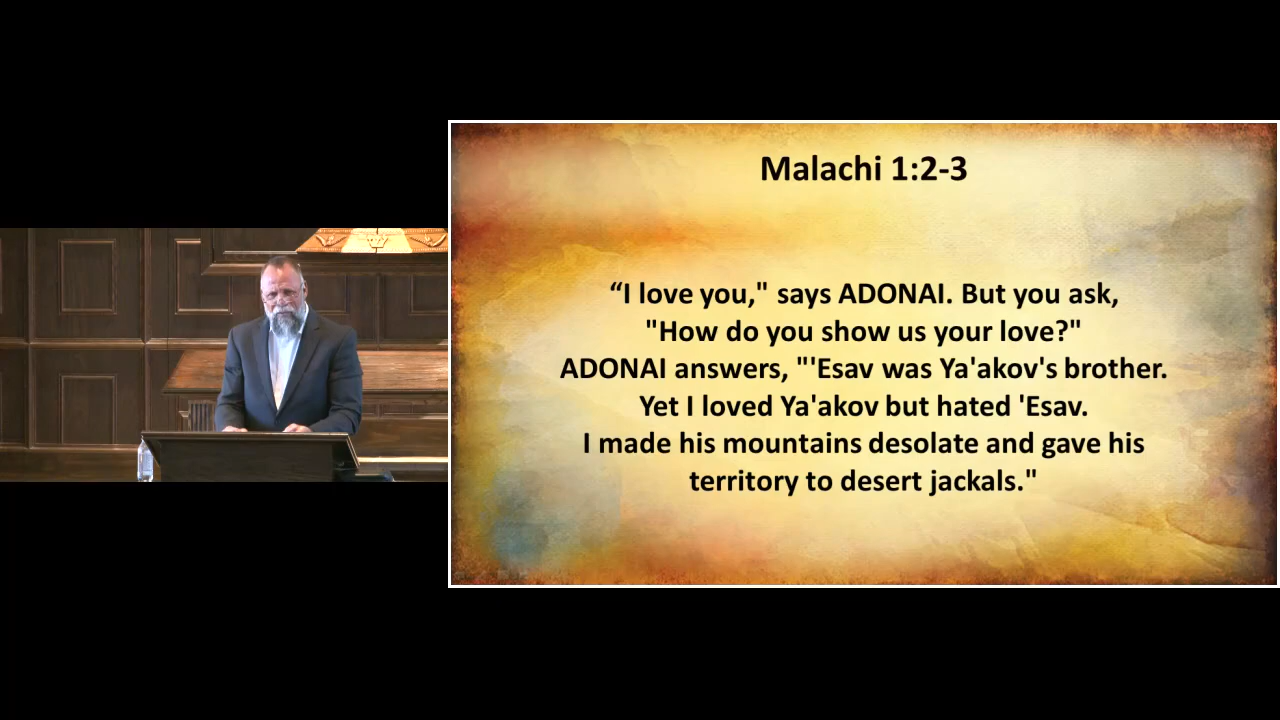 Malachi 1:2-3
“I love you," says ADONAI. But you ask,
"How do you show us your love?"
ADONAI answers, "'Esav was Ya'akov's brother.
Yet I loved Ya'akov but hated 'Esav.
I made his mountains desolate and gave his
territory to desert jackals."